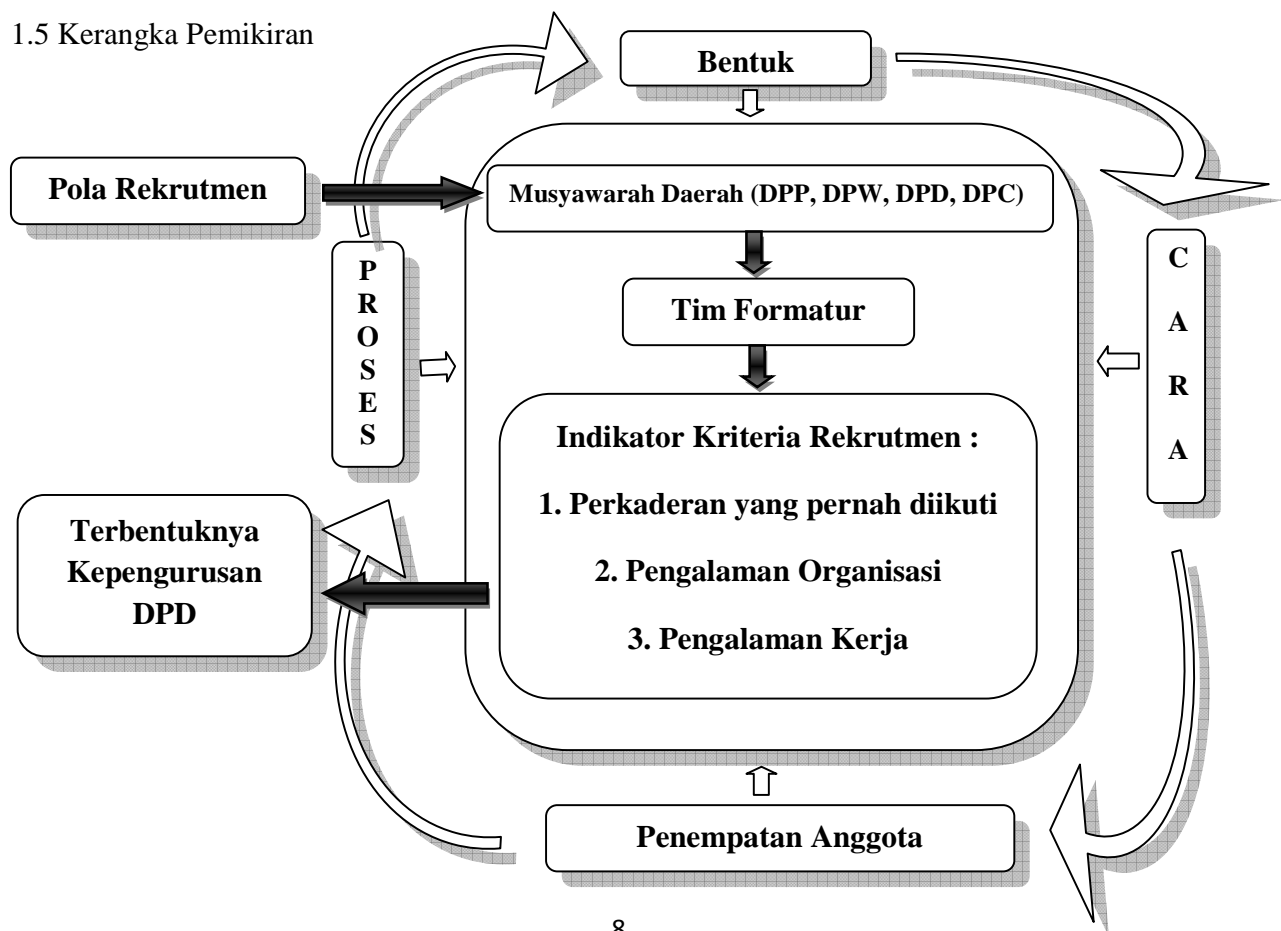 1.5 Kerangka Pemikiran
Bentuk
Pola Rekrutmen
Musyawarah Daerah (DPP, DPW, DPD, DPC)
P
R
O
S
E
S
C
A
R
A
Tim Formatur
Indikator Kriteria Rekrutmen :
1. Perkaderan yang pernah diikuti
2. Pengalaman Organisasi
3. Pengalaman Kerja
Terbentuknya
Kepengurusan
DPD
Penempatan Anggota
8